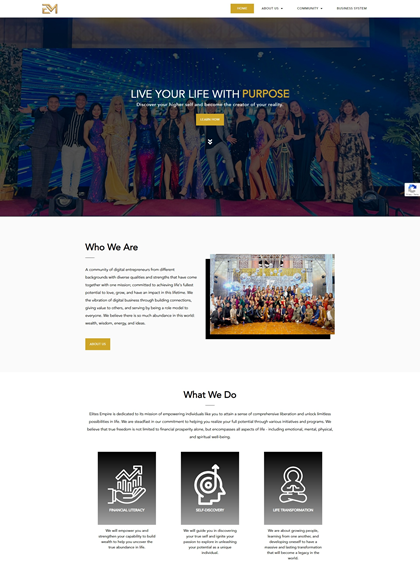 EM
HOME ABOUT US COMMUNITY BUSINESS SYSTEM
LIVE YOUR LIFE WITH PURPOSE
Discover your higher self and become the creator of your reality.
LEARN HOW
Who We Are
A community of digital entrepreneurs from different
backgrounds with diverse qualities and strengths that have come
together with one mission; committed to achieving life's fullest
potential to love, grow, and have an impact in this lifetime. We
the vibration of digital business through building connections,
giving value to others, and serving by being a role model to
everyone. We believe there is so much abundance in this world:
wealth, wisdom, energy, and ideas.
ABOUT US
What We Do
Elites Empire is dedicated to its mission of empowering individuals like you to attain a sense of comprehensive liberation and unlock limitless
possibilities in life. We are steadfast in our commitment to helping you realize your full potential through various initiatives and programs. We
believe that true freedom is not limited to financial prosperity alone, but encompasses all aspects of life - including emotional, mental, physical,
and spiritual well-being.
FINANCIAL LITERACY
SELF-DISCOVERY
LIFE TRANSFORMATION
We will empower you and
strengthen your capability to build
wealth to help you uncover the
true abundance in life.
We will guide you in discovering
your true self and ignite your
passion to explore in unleashing
your potential as a unique
individual.
We are about growing people,
learning from one another, and
developing oneself to have a
massive and lasting transformation
that will become a legacy in the
world.